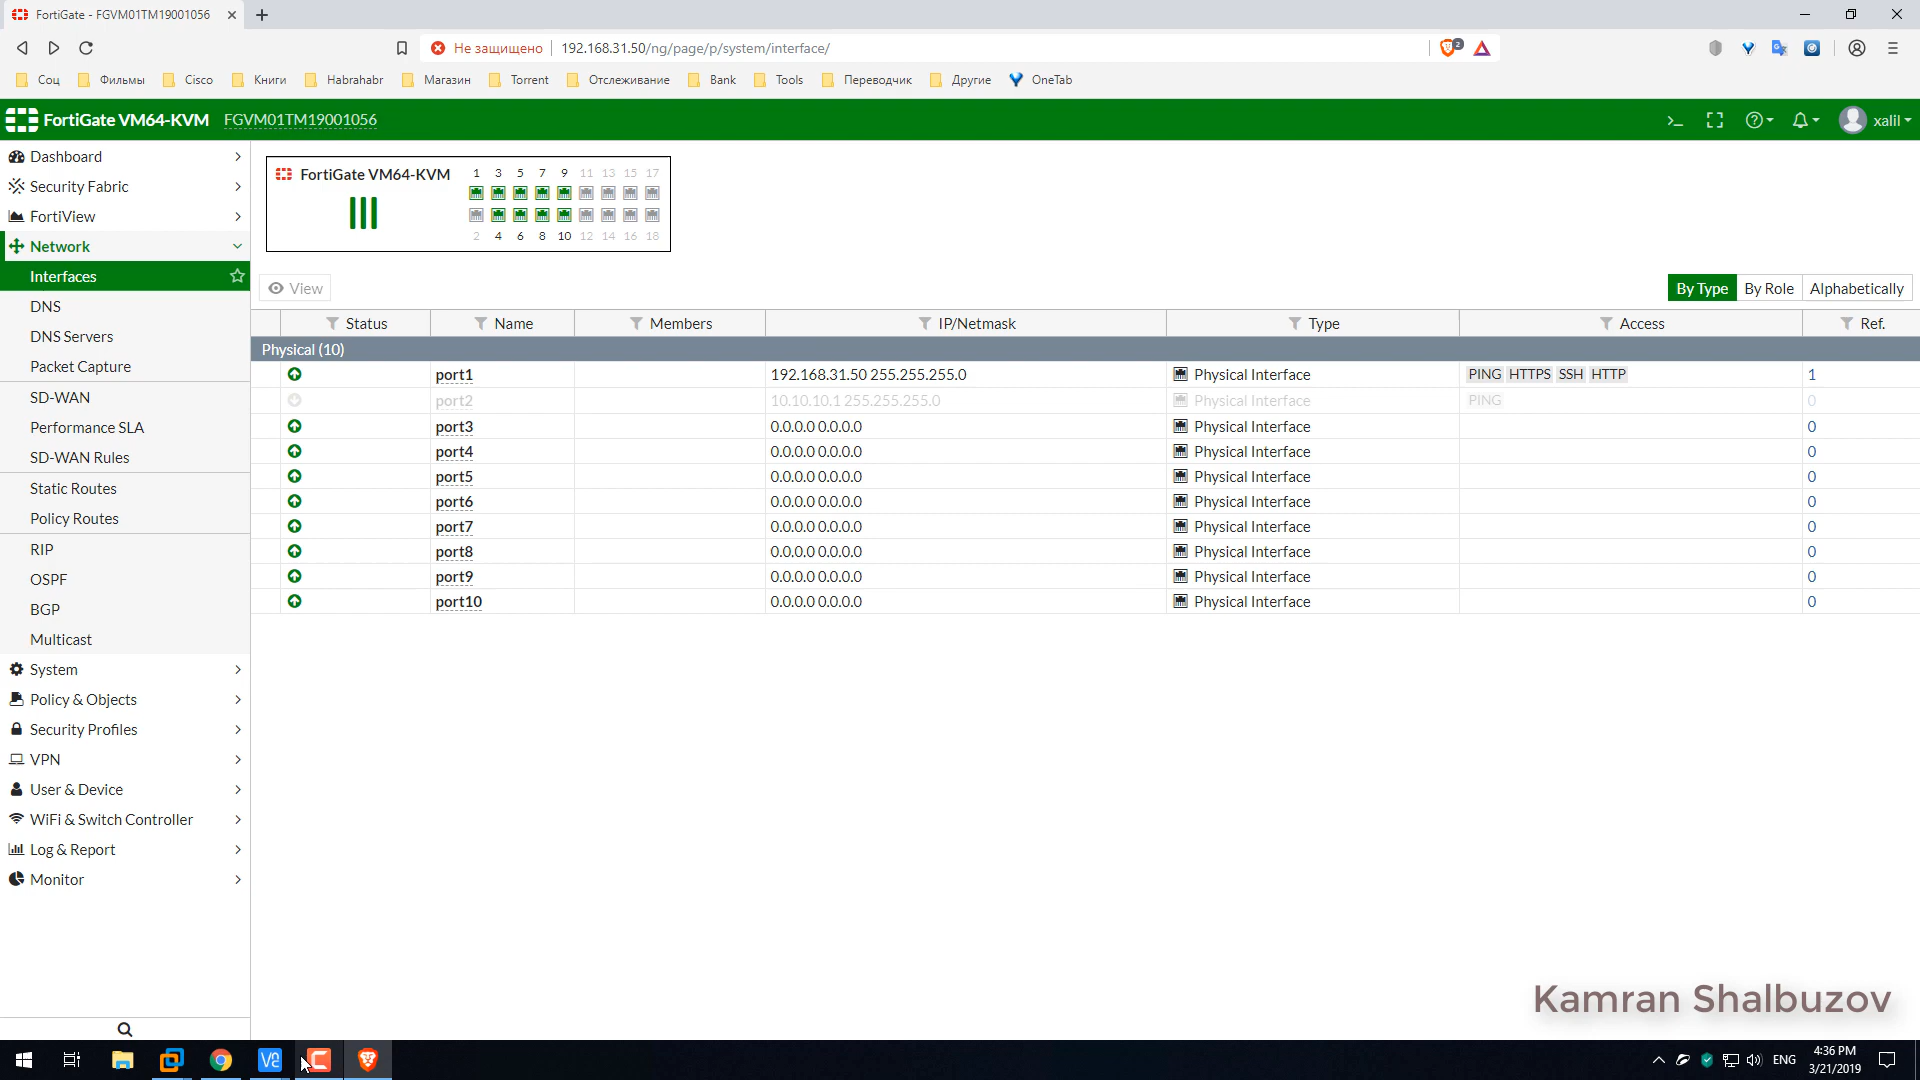 FortiGate - FGVM01TM19001056
Не защищено 192.168.31.50/ng/page/p/system/interface/ 2
Соц Фильмы Cisco Книги Habrahabr Магазин Torrent Отслеживание Bank Tools Переводчик Другие OneTab
FortiGate VM64-KVM FGVM01TM19001056 xalil
Dashboard
Security Fabric
FortiView
Network
Interfaces
DNS
DNS Servers
Packet Capture
SD-WAN
Performance SLA
SD-WAN Rules
Static Routes
Policy Routes
RIP
OSPF
BGP
Multicast
System
Policy & Objects
Security Profiles
VPN
User & Device
WiFi & Switch Controller
Log & Report
Monitor
FortiGate VM64-KVM
1 3 5 7 9 11 13 15 17
2 4 6 8 10 12 14 16 18
View By Type By Role Alphabetically
Status Name Members IP/Netmask Type Access Ref.
Physical (10)
port1 192.168.31.50 255.255.255.0 Physical Interface PING HTTPS SSH HTTP 1
port2 10.10.10.1 255.255.255.0 Physical Interface PING 0
port3 0.0.0.0 0.0.0.0 Physical Interface 0
port4 0.0.0.0 0.0.0.0 Physical Interface 0
port5 0.0.0.0 0.0.0.0 Physical Interface 0
port6 0.0.0.0 0.0.0.0 Physical Interface 0
port7 0.0.0.0 0.0.0.0 Physical Interface 0
port8 0.0.0.0 0.0.0.0 Physical Interface 0
port9 0.0.0.0 0.0.0.0 Physical Interface 0
port10 0.0.0.0 0.0.0.0 Physical Interface 0
Kamran Shalbuzov
ENG 4:36 PM
3/21/2019